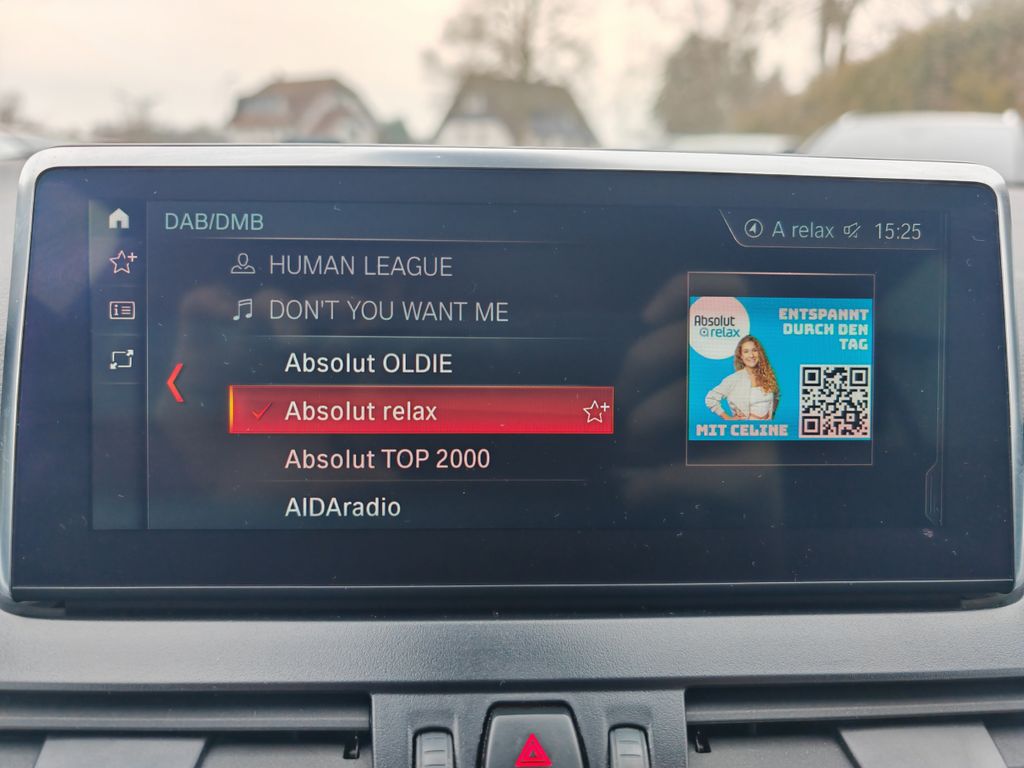 DAB/DMB
A relax 15:25
HUMAN LEAGUE
DON'T YOU WANT ME
Absolut OLDIE
Absolut relax
Absolut TOP 2000
AIDAradio
Absolut
relax
ENTSPANNT
DURCH DEN
TAG
MIT CELINE